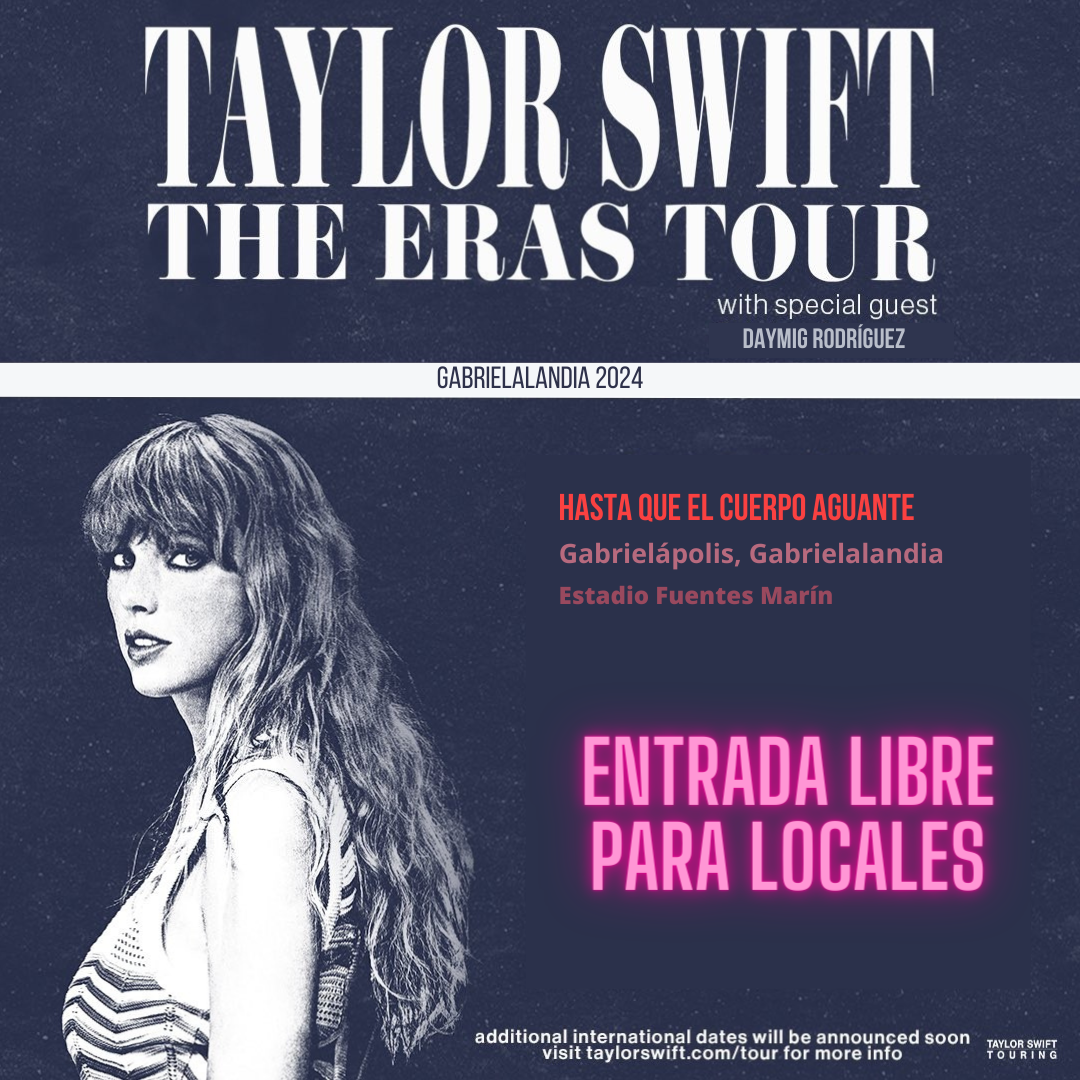 TAYLOR SWIFT
THE ERAS TOUR
with special guest
DAYMIG RODRÍGUEZ
GABRIELALANDIA 2024
HASTA QUE EL CUERPO AGUANTE
Gabrielápolis, Gabrielalandia
Estadio Fuentes Marín
ENTRADA LIBRE
PARA LOCALES
additional international dates will be announced soon
visit taylorswift.com/tour for more info
TAYLOR SWIFT
TOURING